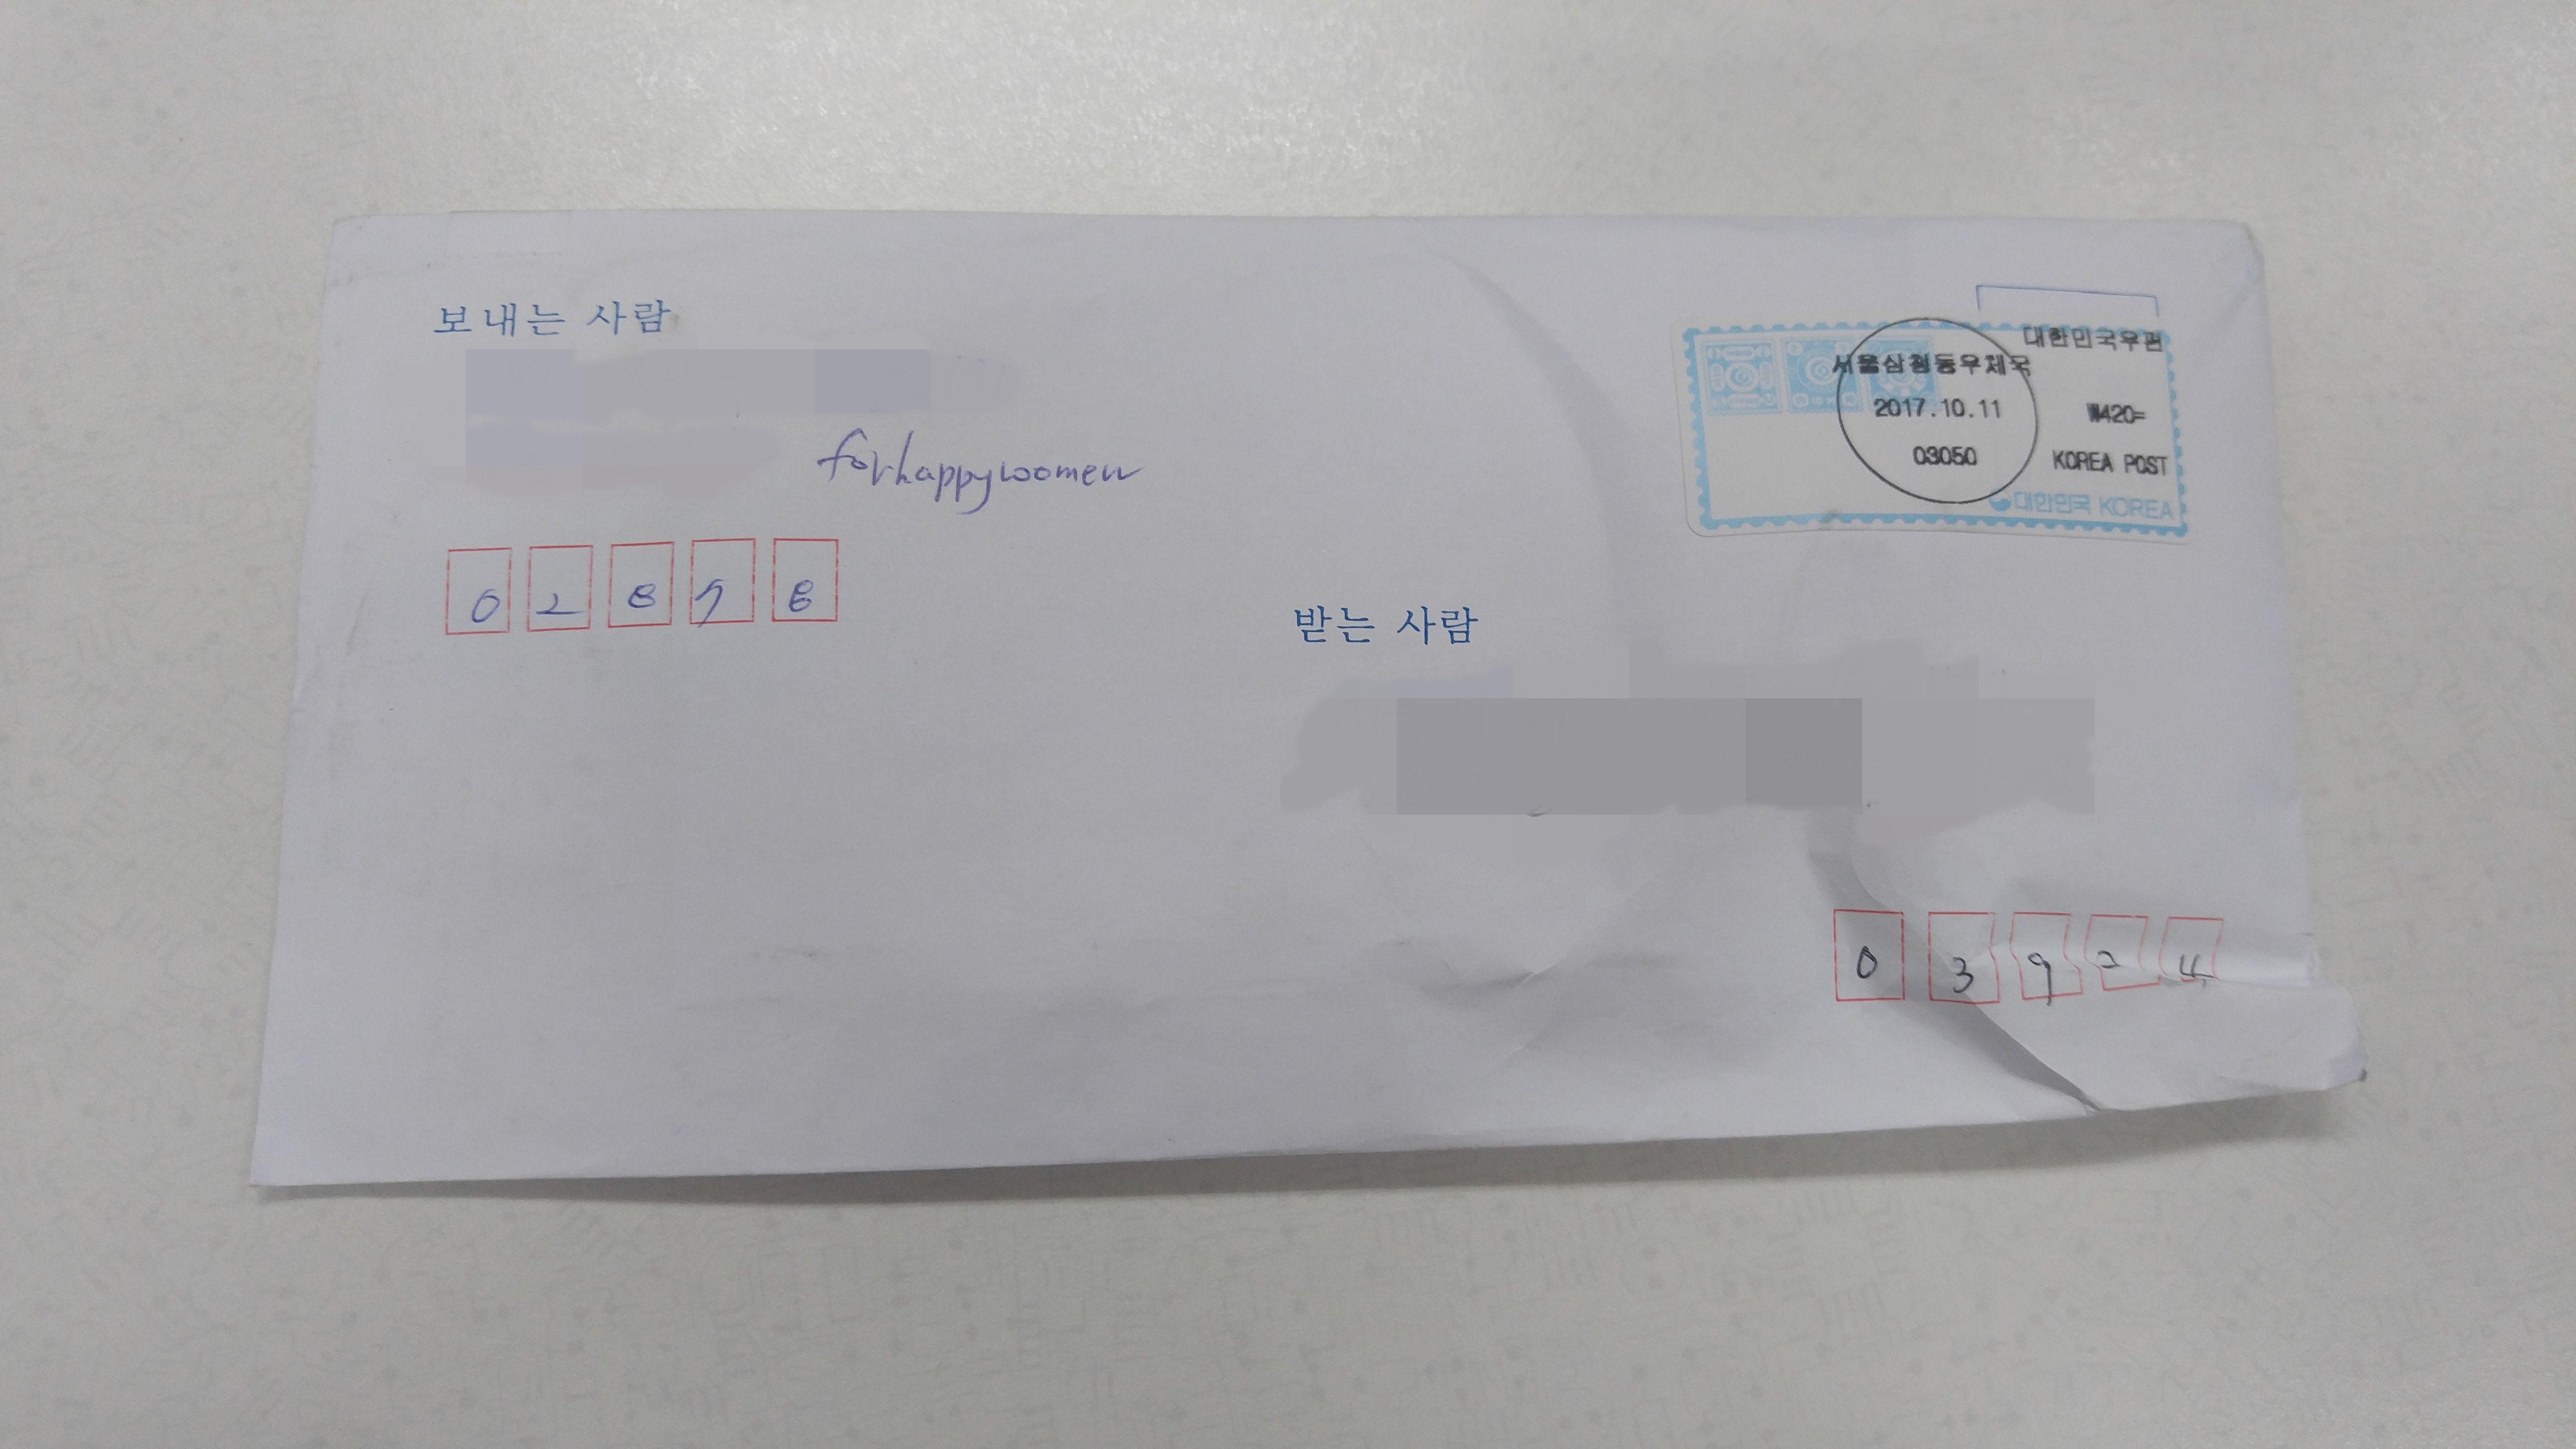 보내는 사람
forhappywomen
0 2 8 7 8
대한민국우편
서울삼청동우체국
2017.10.11
₩420=
03050
KOREA POST
대한민국 KOREA
받는 사람
0 3 9 2 4